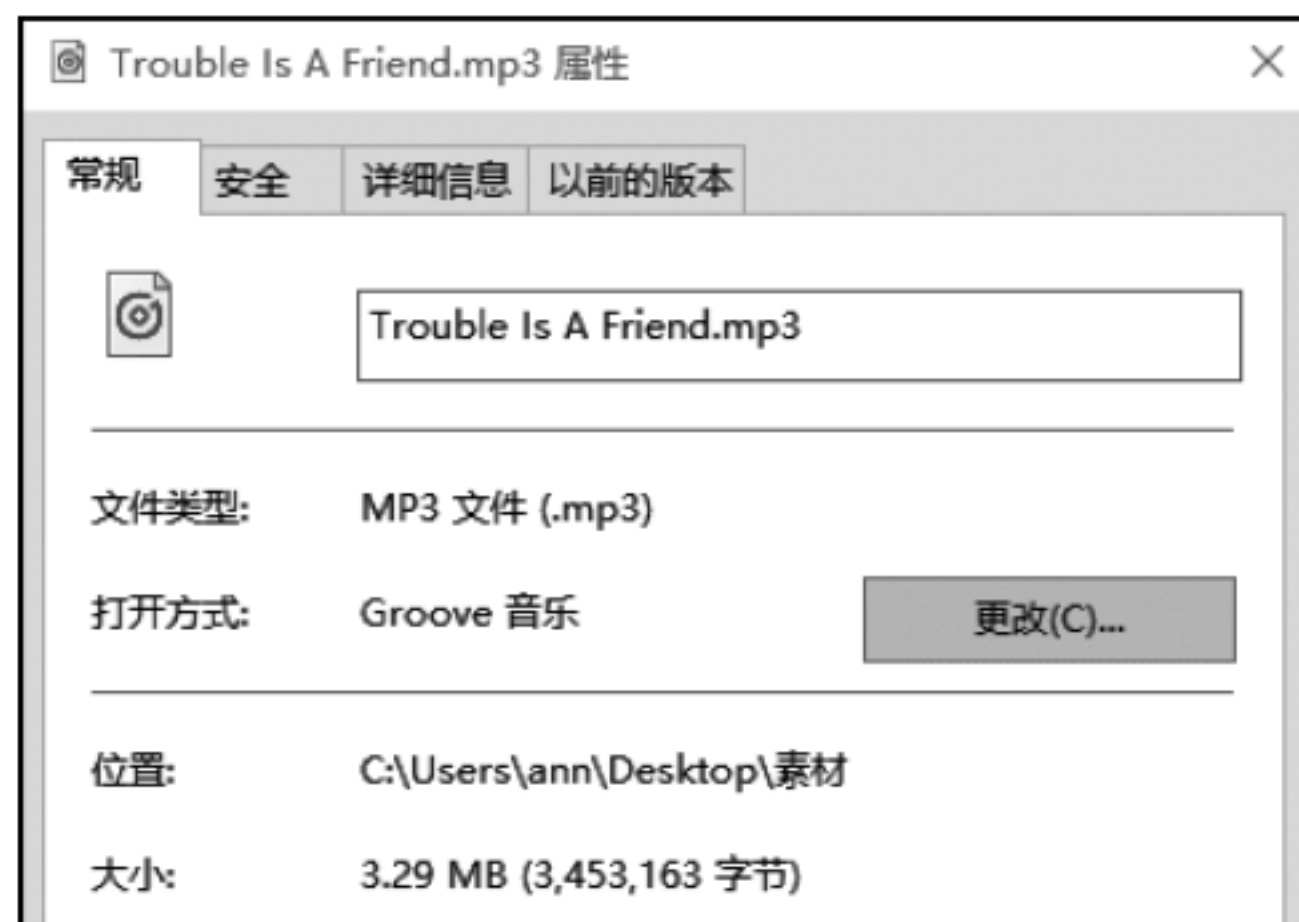 Trouble Is A Friend.mp3 属性
常规 安全 详细信息 以前的版本
Trouble Is A Friend.mp3
文件类型: MP3 文件 (.mp3)
打开方式: Groove 音乐 更改(C)...
位置: C:\Users\ann\Desktop\素材
大小: 3.29 MB (3,453,163 字节)